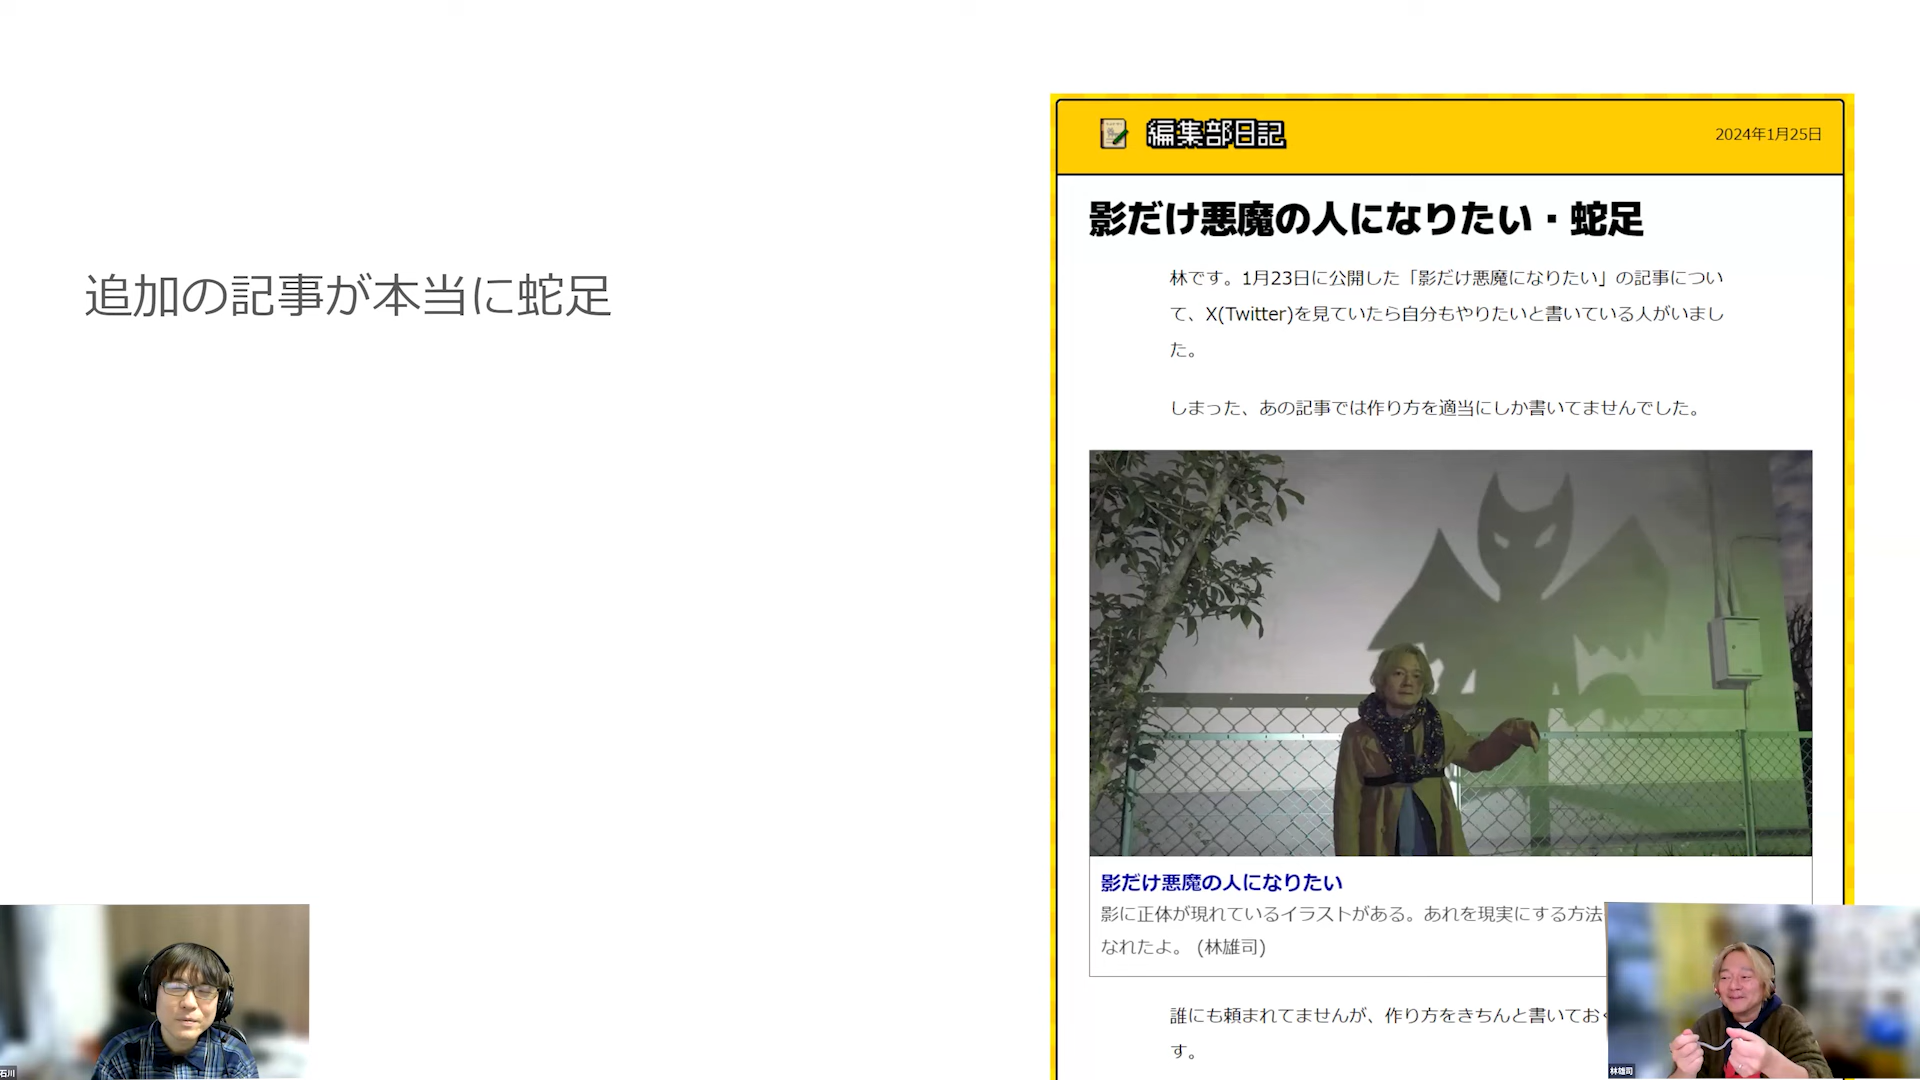 追加の記事が本当に蛇足
編集部日記
2024年1月25日
影だけ悪魔の人になりたい・蛇足
林です。1月23日に公開した「影だけ悪魔になりたい」の記事につい
て、X(Twitter)を見ていたら自分もやりたいと書いている人がいまし
た。
しまった、あの記事では作り方を適当にしか書いてませんでした。
影だけ悪魔の人になりたい
影に正体が現れているイラストがある。あれを現実にする方法
なれたよ。 (林雄司)
誰にも頼まれてませんが、作り方をきちんと書いてお
す。
石川
林雄司